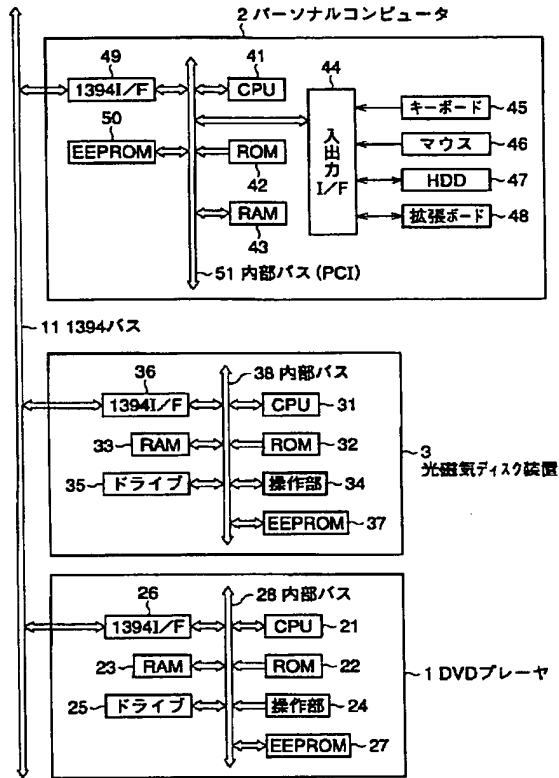 2 パーソナルコンピュータ
49
41
44
1394I/F
CPU
キーボード 45
50
マウス 46
EEPROM
ROM
入出力 I/F
HDD 47
42
拡張ボード 48
RAM
43
51 内部バス (PCI)
11 1394バス
36
38 内部バス
1394I/F
CPU 31
33 RAM
ROM 32
3 光磁気ディスク装置
35 ドライブ
操作部 34
EEPROM 37
26
28 内部バス
1394I/F
CPU 21
23 RAM
ROM 22
1 DVDプレーヤ
25 ドライブ
操作部 24
EEPROM 27